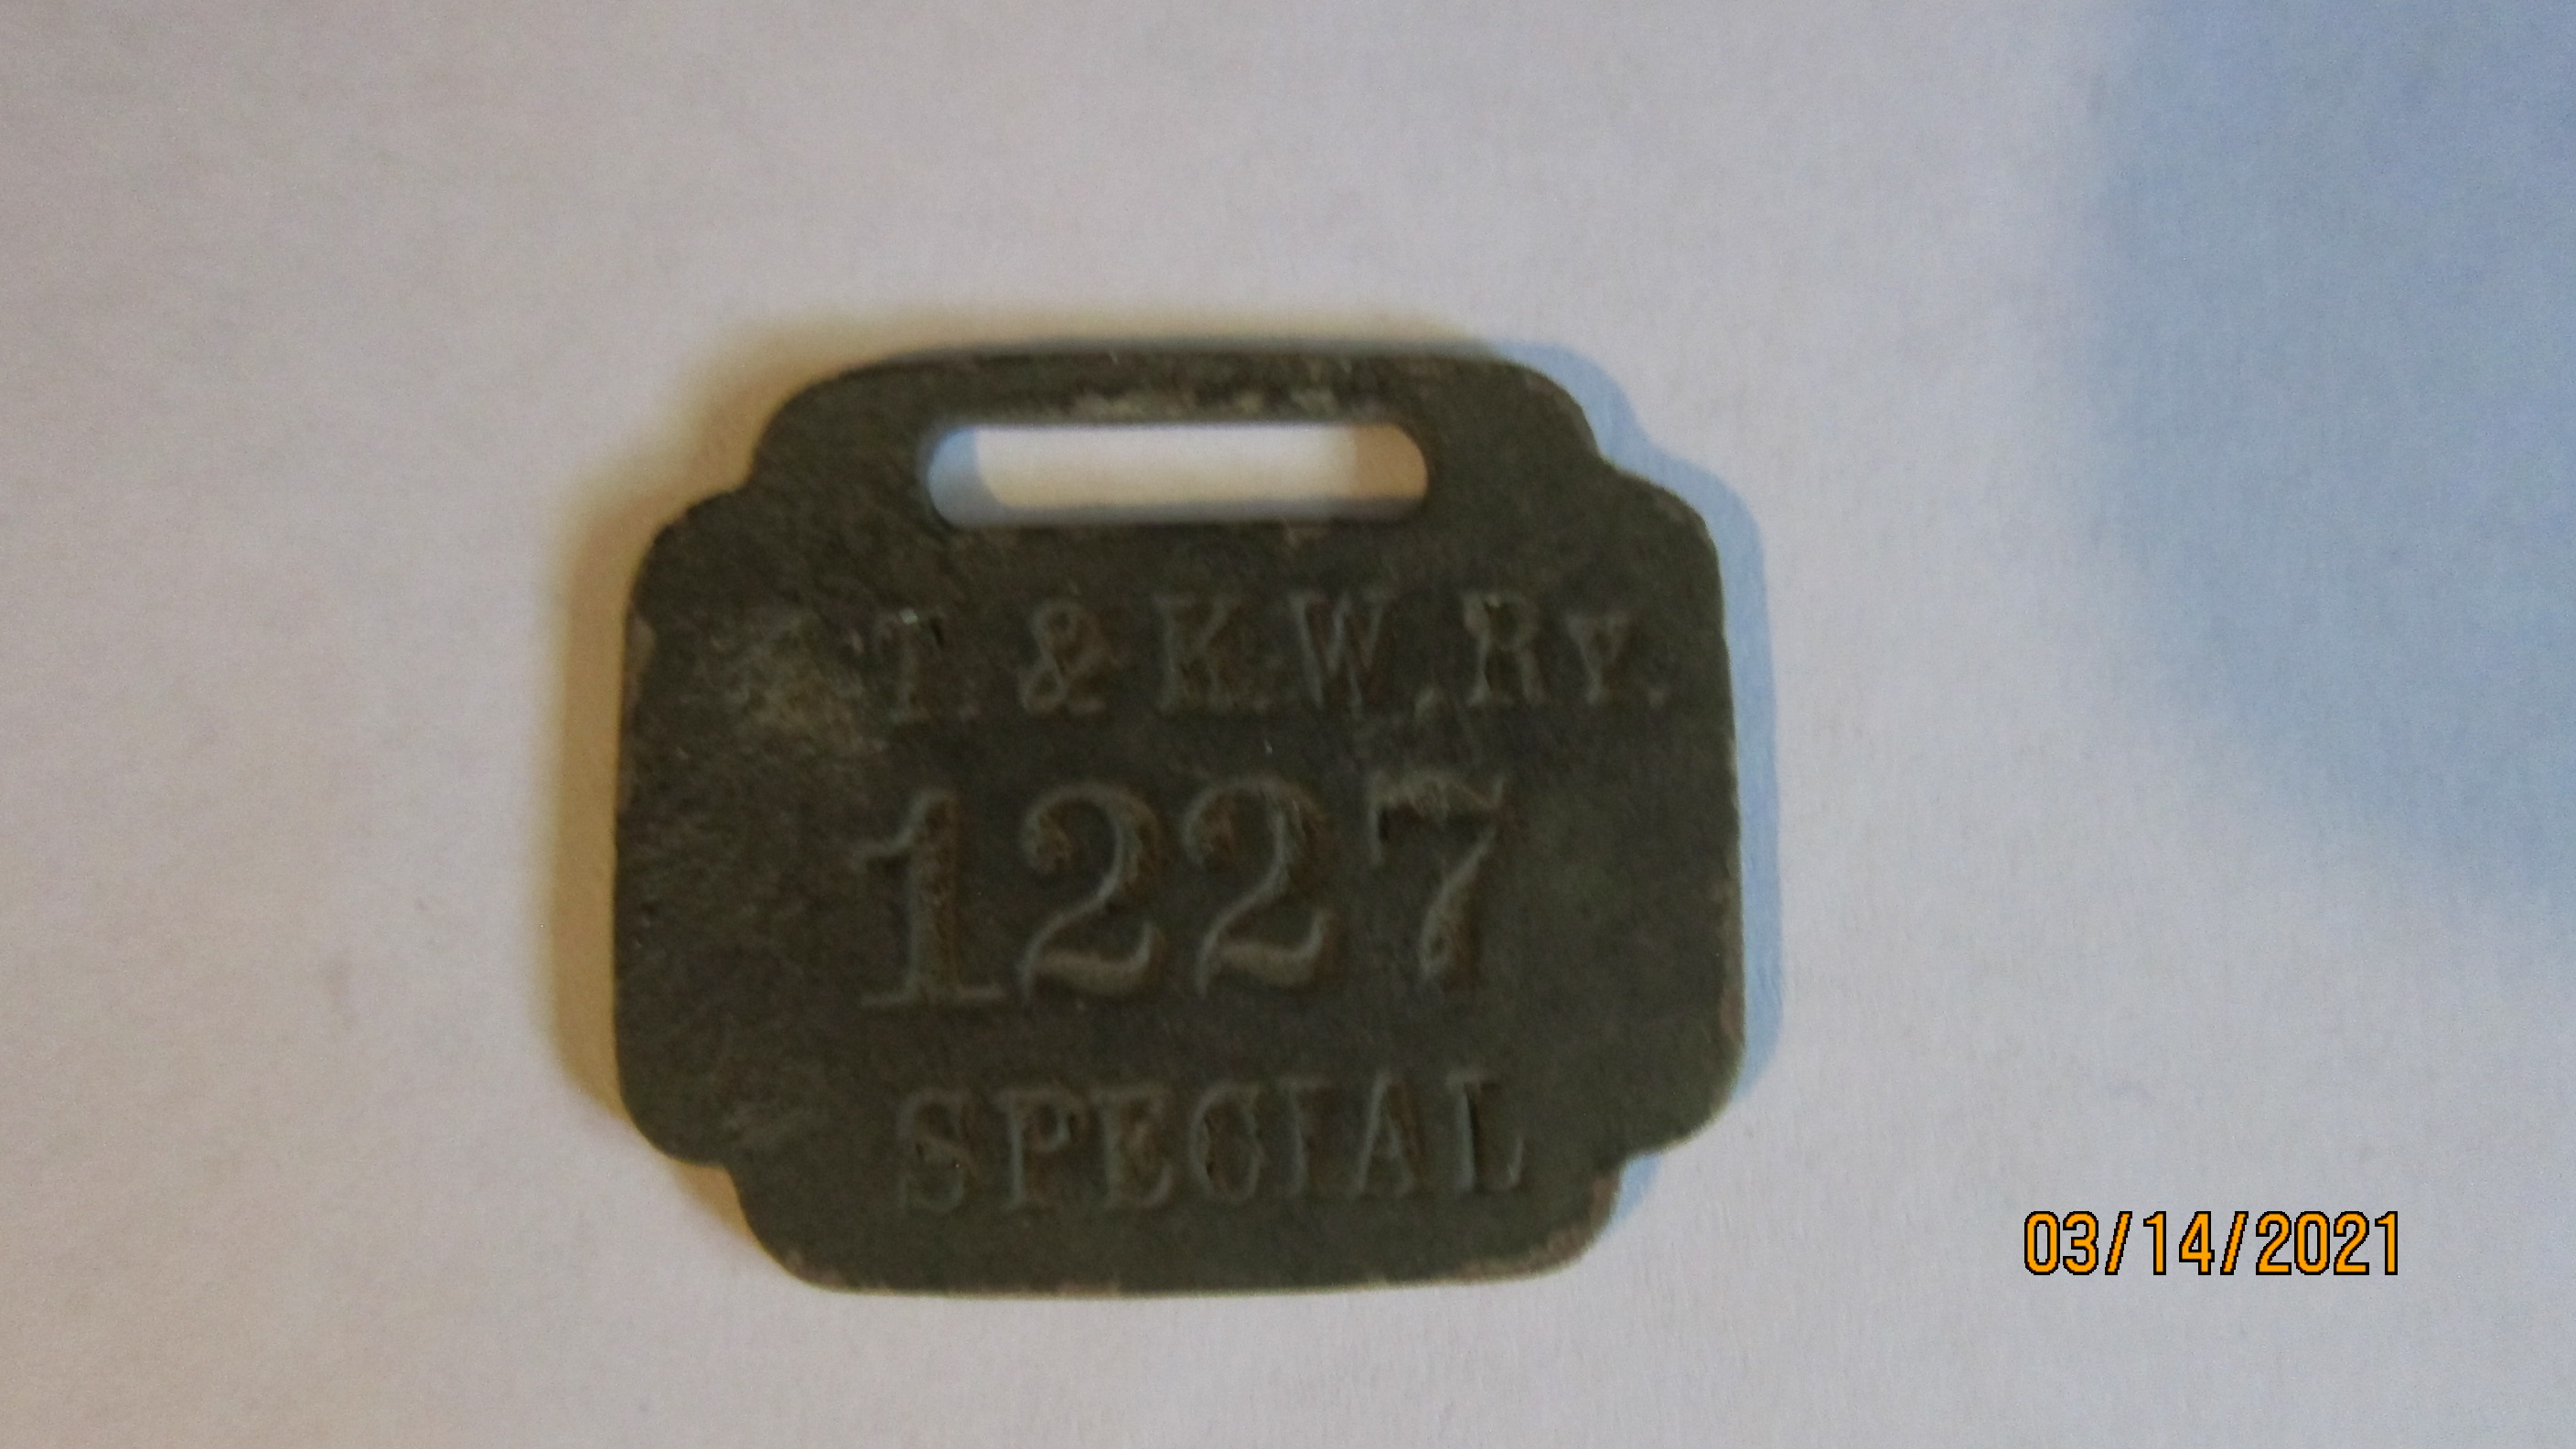 T. & K.W.RY.
1227
SPECIAL
03/14/2021